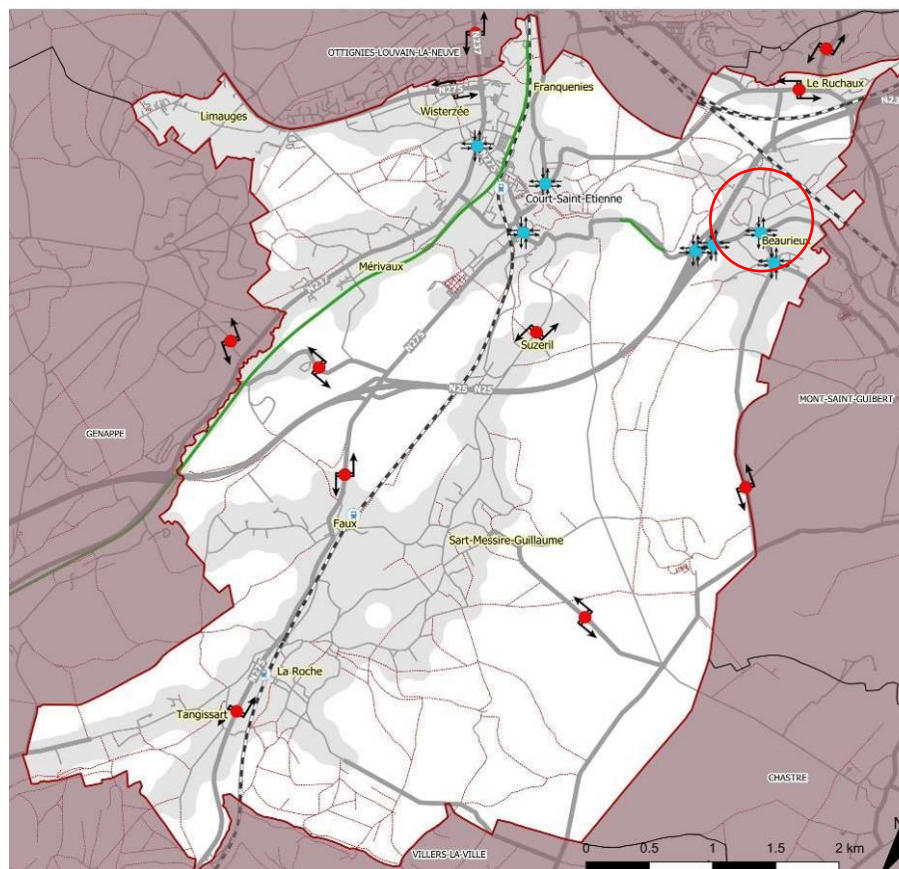 N237
OTTIGNIES-LOUVAIN-LA-NEUVE
Le Ruchaux
N275
Franquenies
Limauges
Wisterzée
Court-Saint-Etienne
Beaurieux
Mérivaux
N237
Suzeril
N275
N25 N25
MONT-SAINT-GUIBERT
GENAPPE
Faux
Sart-Messire-Guillaume
La Roche
N275
Tangissart
CHASTRE
VILLERS-LA-VILLE
0 0.5 1 1.5 2 km